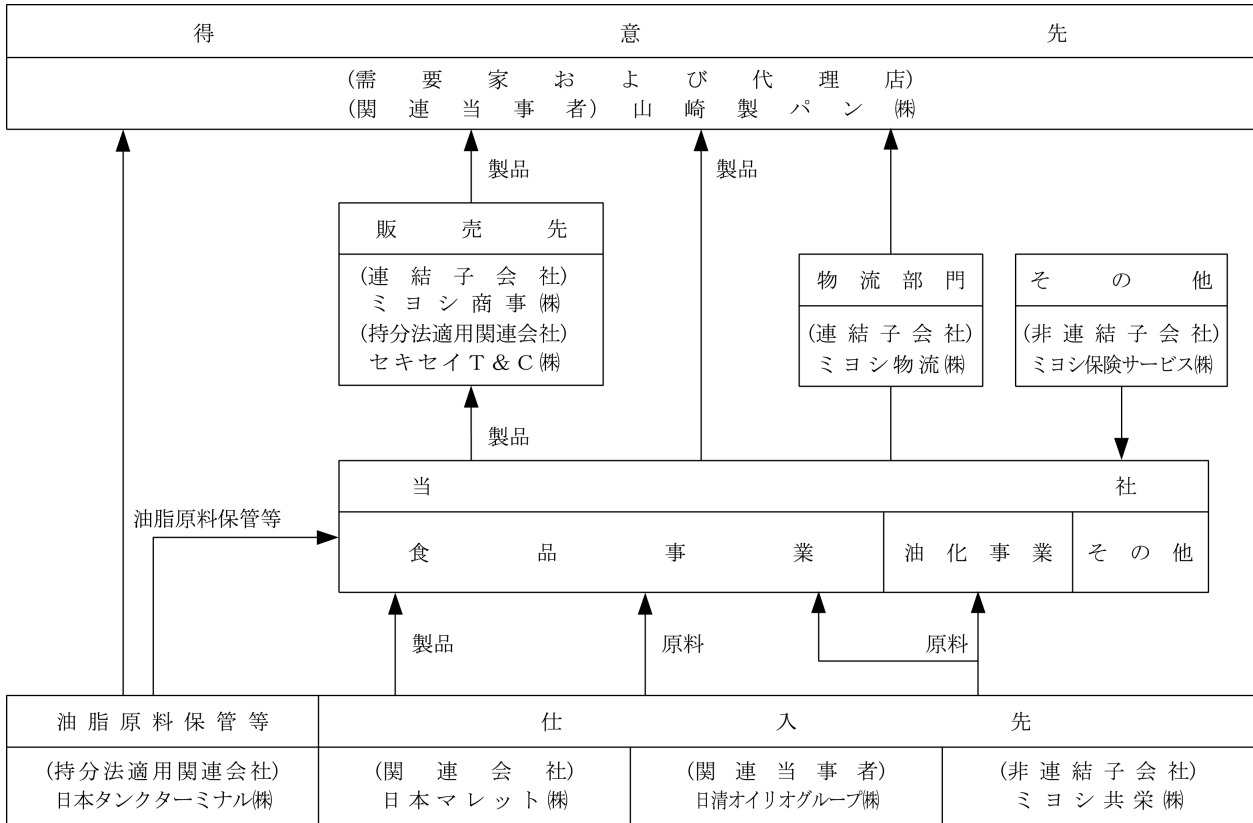 得意先
(需要家および代理店)
(関連当事者)山崎製パン㈱
製品
製品
販売先
(連結子会社)
ミヨシ商事㈱
(持分法適用関連会社)
セキセイT&C㈱
物流部門
(連結子会社)
ミヨシ物流㈱
その他
(非連結子会社)
ミヨシ保険サービス㈱
製品
当社
油脂原料保管等
食品事業
油化事業
その他
製品
原料
原料
油脂原料保管等
仕入先
(持分法適用関連会社)
日本タンクターミナル㈱
(関連会社)
日本マレット㈱
(関連当事者)
日清オイリオグループ㈱
(非連結子会社)
ミヨシ共栄㈱